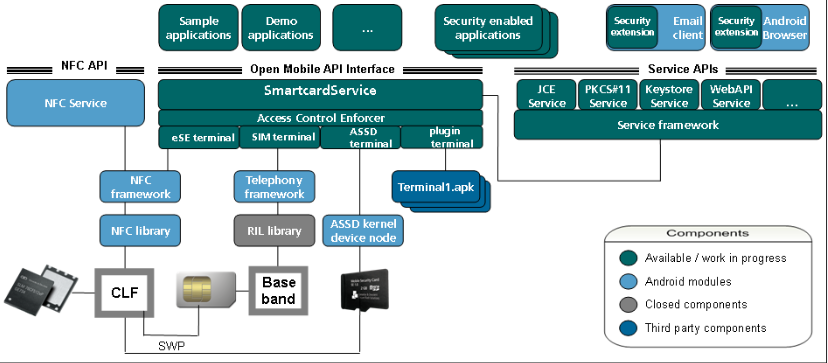 Sample
applications
Demo
applications
...
Security enabled
applications
Security
extension
Email
client
Security
extension
Android
Browser
NFC API
Open Mobile API Interface
Service APIs
NFC Service
SmartcardService
Access Control Enforcer
eSE terminal
SIM terminal
ASSD
terminal
plugin
terminal
JCE
Service
PKCS#11
Service
Keystore
Service
WebAPI
Service
...
Service framework
NFC
framework
Telephony
framework
Terminal1.apk
NFC library
RIL library
ASSD kernel
device node
CLF
Base
band
SWP
Components
Available / work in progress
Android modules
Closed components
Third party components